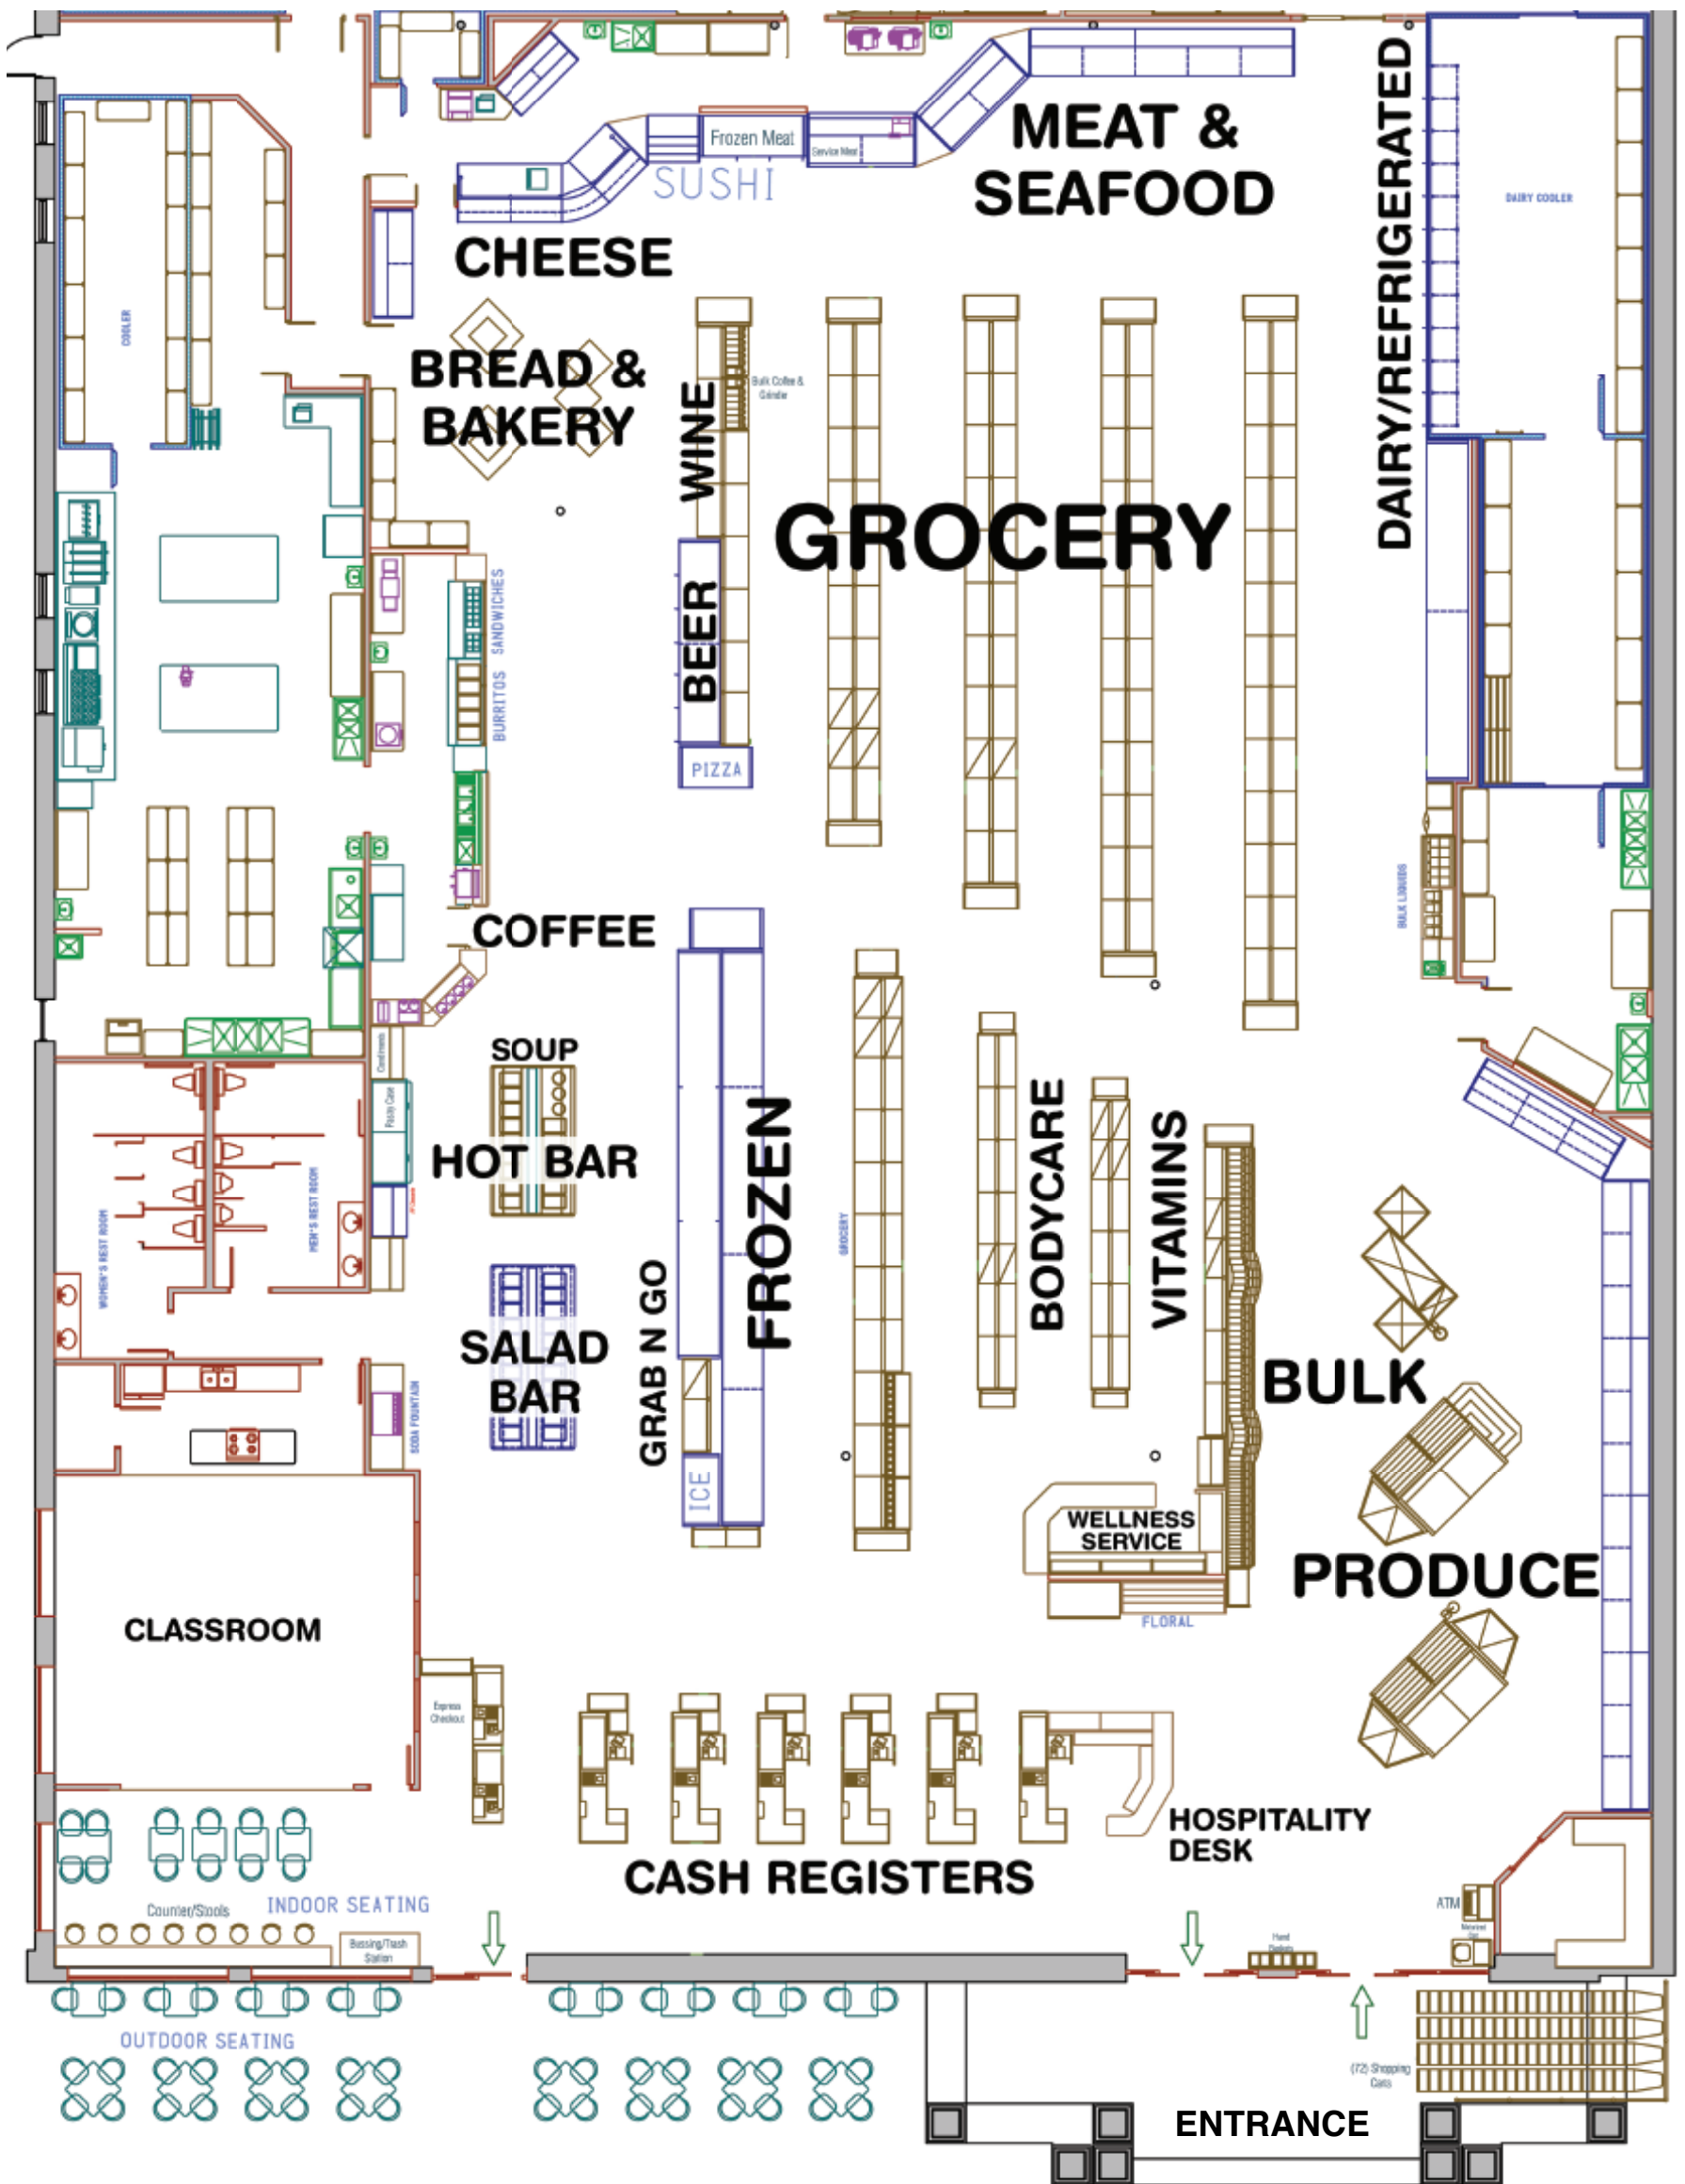 MEAT &
SEAFOOD
DAIRY/REFRIGERATED
DAIRY COOLER
Frozen Meat
Service Meat
SUSHI
CHEESE
COOLER
BREAD &
BAKERY
WINE
Bulk Coffee &
Grinder
GROCERY
BEER
SANDWICHES
BURRITOS
PIZZA
BULK LIQUIDS
COFFEE
Condiments
Pastry Case
SOUP
HOT BAR
FROZEN
GROCERY
BODYCARE
VITAMINS
WOMEN'S REST ROOM
MEN'S REST ROOM
SALAD
BAR
GRAB N GO
BULK
SODA FOUNTAIN
ICE
WELLNESS
SERVICE
PRODUCE
FLORAL
CLASSROOM
Express
Checkout
HOSPITALITY
DESK
CASH REGISTERS
INDOOR SEATING
Counter/Stools
Bussing/Trash
Station
ATM
Hand
Baskets
OUTDOOR SEATING
(72) Shopping
Carts
ENTRANCE